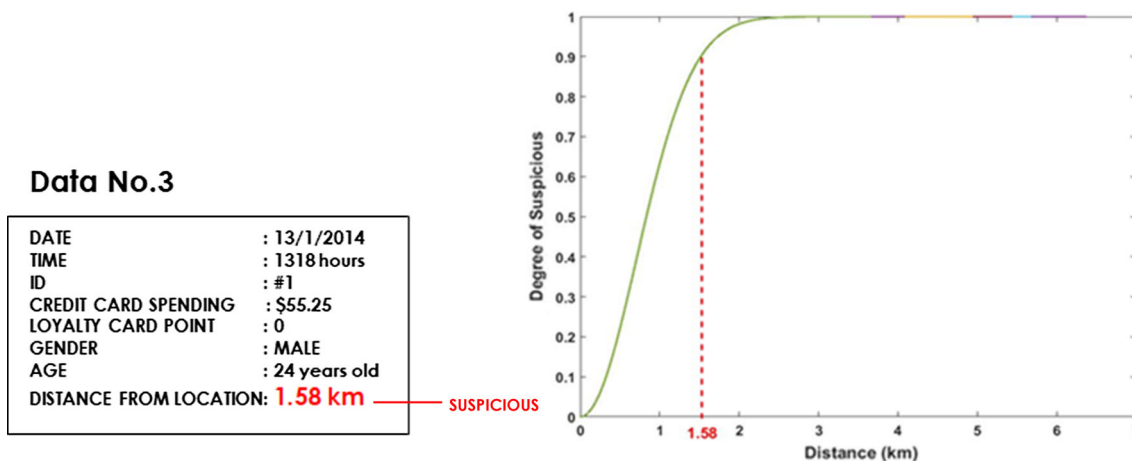 Data No.3
DATE : 13/1/2014
TIME : 1318 hours
ID : #1
CREDIT CARD SPENDING : $55.25
LOYALTY CARD POINT : 0
GENDER : MALE
AGE : 24 years old
DISTANCE FROM LOCATION: 1.58 km
SUSPICIOUS
Degree of Suspicious
1
0.9
0.8
0.7
0.6
0.5
0.4
0.3
0.2
0.1
0
0 1 1.58 2 3 4 5 6
Distance (km)